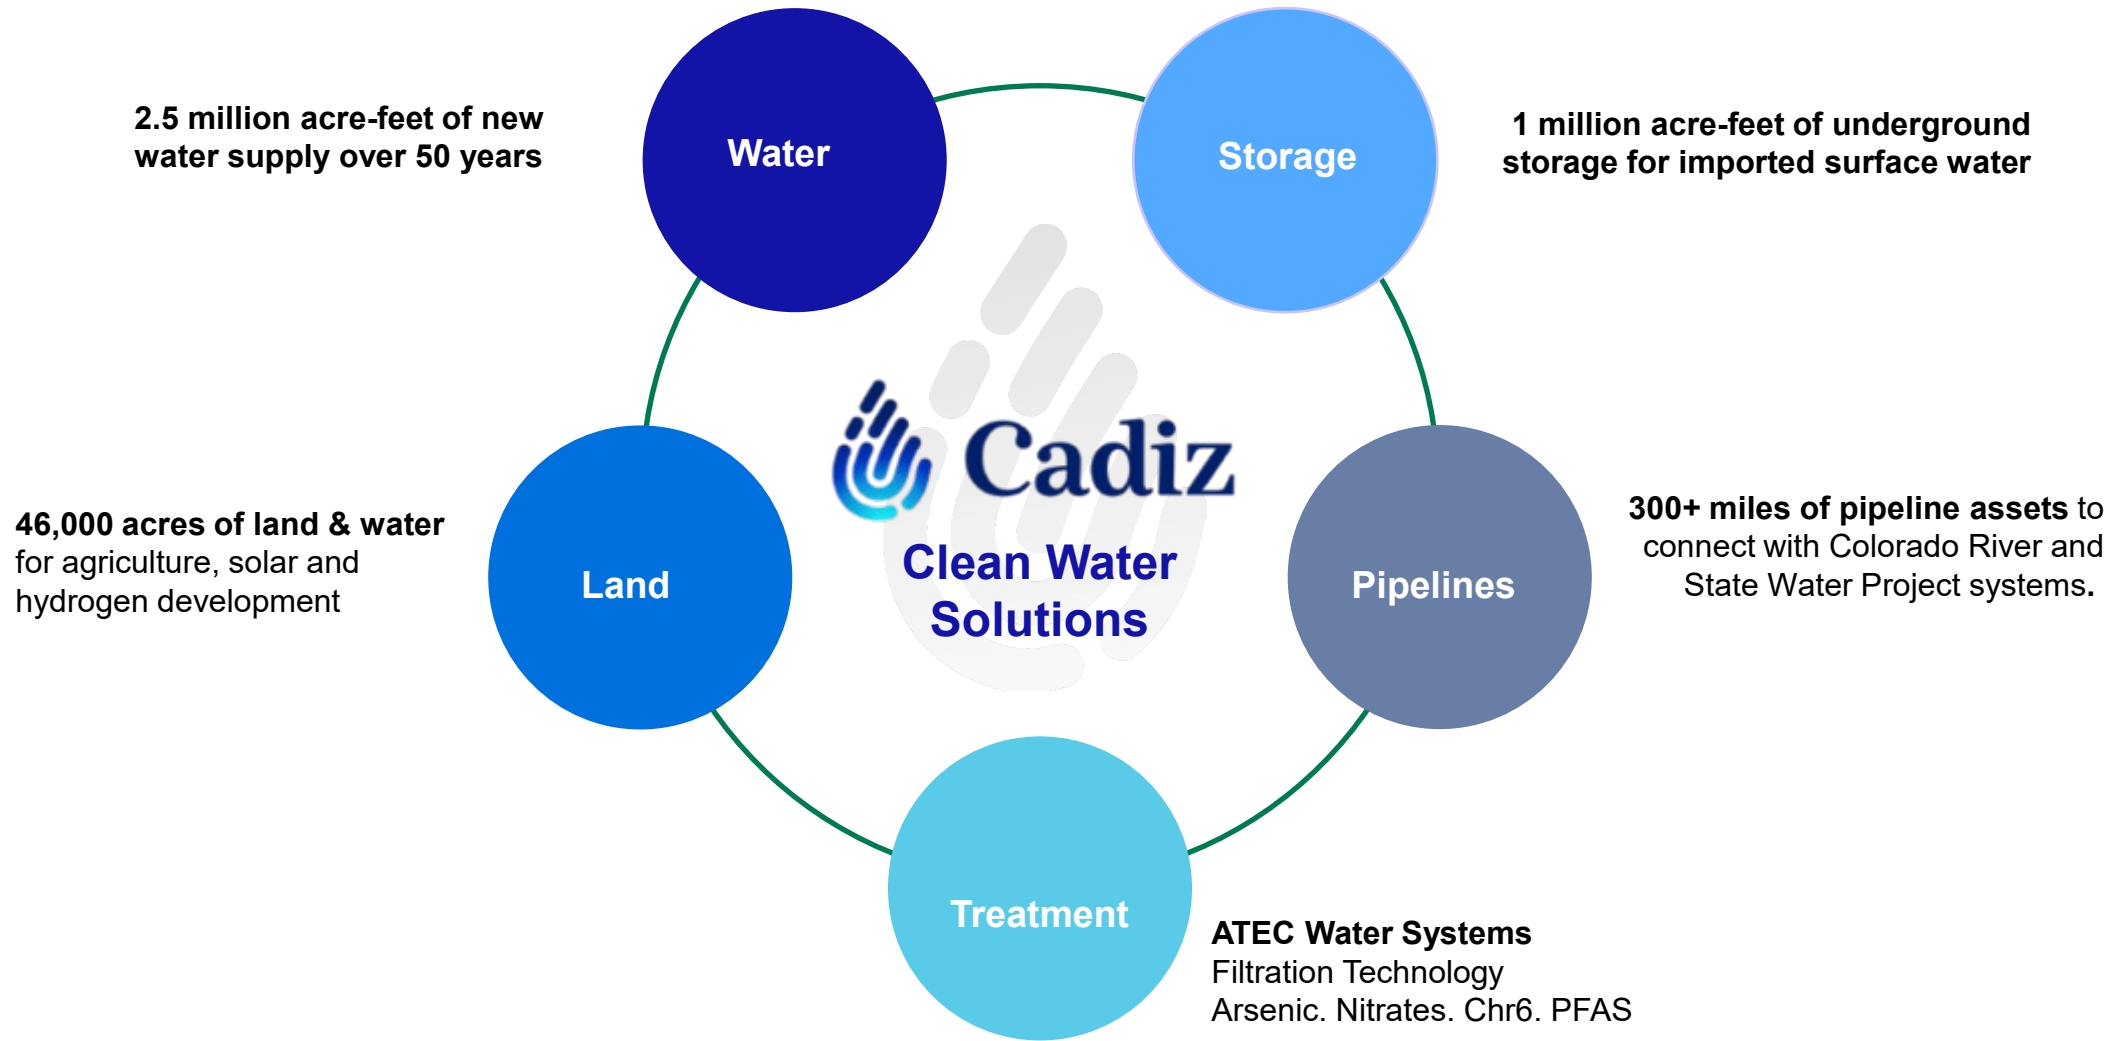 2.5 million acre-feet of new
water supply over 50 years
Water
Storage
1 million acre-feet of underground
storage for imported surface water
Cadiz
Clean Water
Solutions
46,000 acres of land & water
for agriculture, solar and
hydrogen development
Land
Pipelines
300+ miles of pipeline assets to
connect with Colorado River and
State Water Project systems.
Treatment
ATEC Water Systems
Filtration Technology
Arsenic. Nitrates. Chr6. PFAS